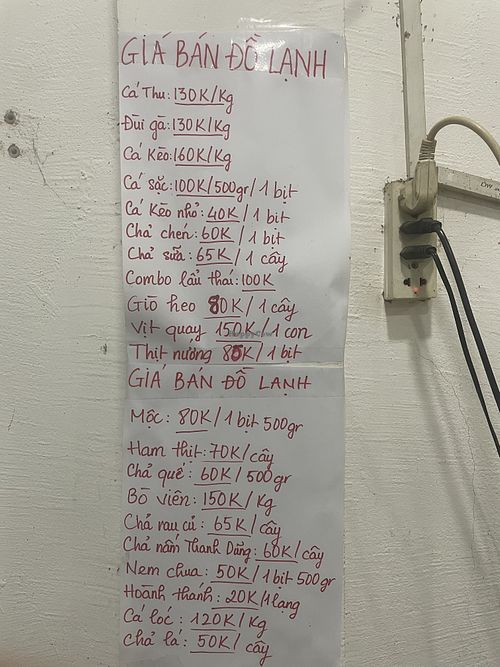 GIÁ BÁN ĐỒ LẠNH
Cá Thu: 130K/Kg
Đùi gà: 130K/Kg
Cá Kèo: 160K/Kg
Cá sặc: 100K/500gr/1 bịt
Cá Kèo nhỏ: 40K/1 bịt
Chả chén: 60K/1 bịt
Chả sữa: 65K/1 cây
Combo lẩu thái: 100K
Giò heo 80K/1 cây
Vịt quay 150K/1 con
Thịt nướng 85K/1 bịt
GIÁ BÁN ĐỒ LẠNH
Mộc: 80K/1 bịt 500gr
Ham thịt: 70K/cây
Chả quế: 60K/500gr
Bò viên: 150K/Kg
Chả rau củ: 65K/cây
Chả nấm Thanh Dăng: 60K/cây
Nem chua: 50K/1 bịt 500gr
Hoành thánh: 20K/1 lạng
Cá lóc: 120K/Kg
chả lá: 50K/cây